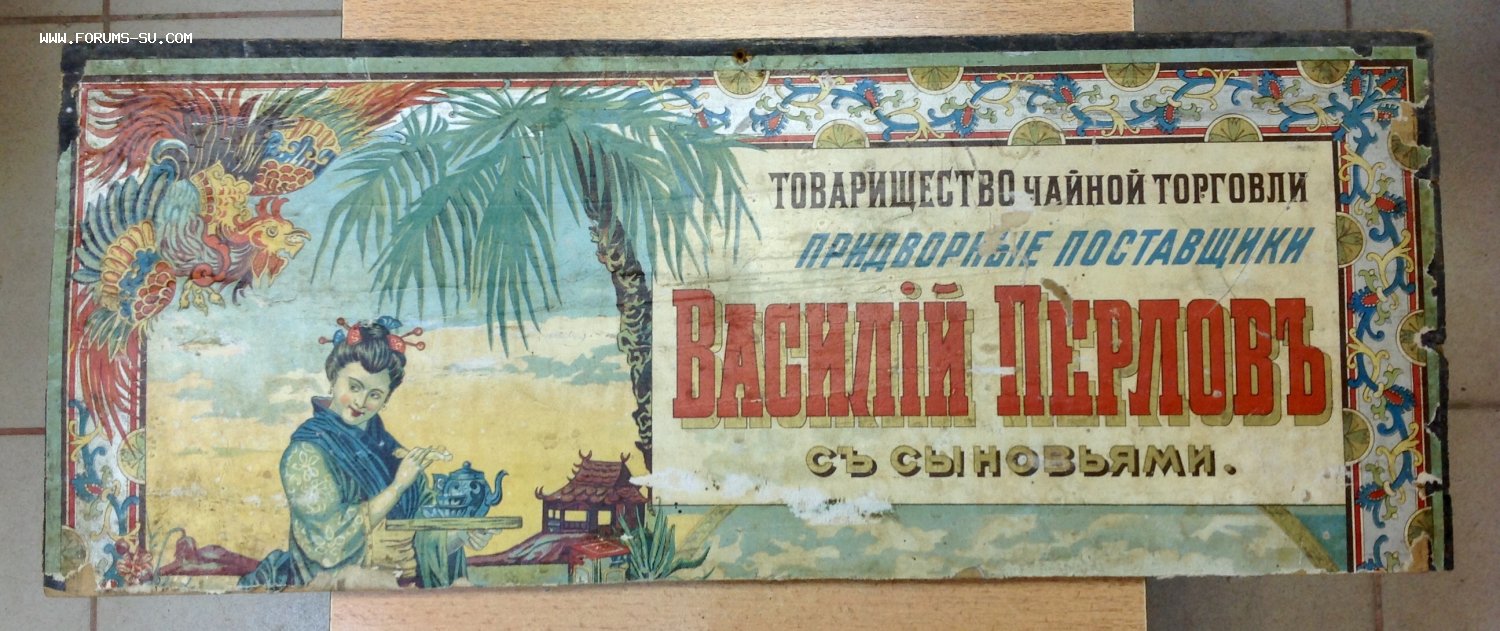 WWW.FORUMS-SU.COM
ТОВАРИЩЕСТВО ЧАЙНОЙ ТОРГОВЛИ
ПРИДВОРНЫЕ ПОСТАВЩИКИ
ВАСИЛІЙ ПЕРЛОВЪ
СЪ СЫНОВЬЯМИ.